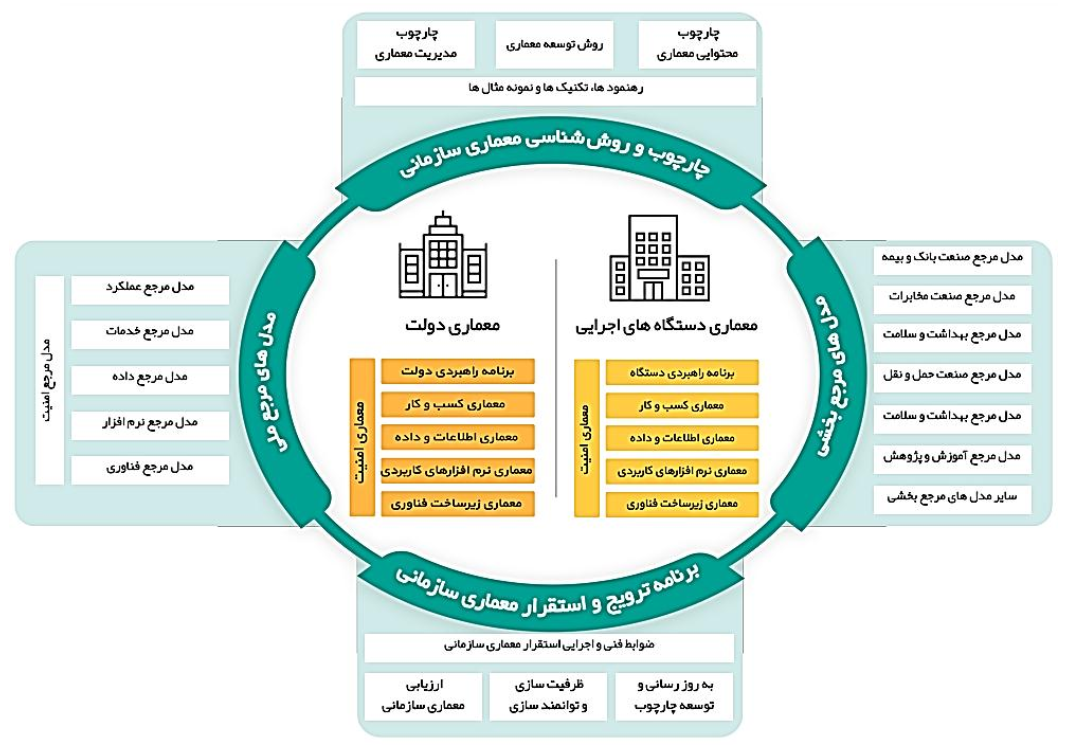 چارچوب
محتوایی معماری
روش توسعه معماری
چارچوب
مدیریت معماری
رهنمود ها، تکنیک ها و نمونه مثال ها
چارچوب و روش‌شناسی معماری سازمانی
مدل های مرجع بخشی
مدل مرجع صنعت بانک و بیمه
مدل مرجع صنعت مخابرات
مدل مرجع بهداشت و سلامت
مدل مرجع صنعت حمل و نقل
مدل مرجع بهداشت و سلامت
مدل مرجع آموزش و پژوهش
سایر مدل های مرجع بخشی
معماری دستگاه های اجرایی
برنامه راهبردی دستگاه
معماری کسب و کار
معماری اطلاعات و داده
معماری نرم افزارهای کاربردی
معماری زیرساخت فناوری
معماری امنیت
معماری دولت
برنامه راهبردی دولت
معماری کسب و کار
معماری اطلاعات و داده
معماری نرم افزارهای کاربردی
معماری زیرساخت فناوری
معماری امنیت
مدل های مرجع ملی
مدل مرجع عملکرد
مدل مرجع خدمات
مدل مرجع داده
مدل مرجع نرم افزار
مدل مرجع فناوری
مدل مرجع امنیت
برنامه ترویج و استقرار معماری سازمانی
ضوابط فنی و اجرایی استقرار معماری سازمانی
به روز رسانی و
توسعه چارچوب
ظرفیت سازی
و توانمند سازی
ارزیابی
معماری سازمانی